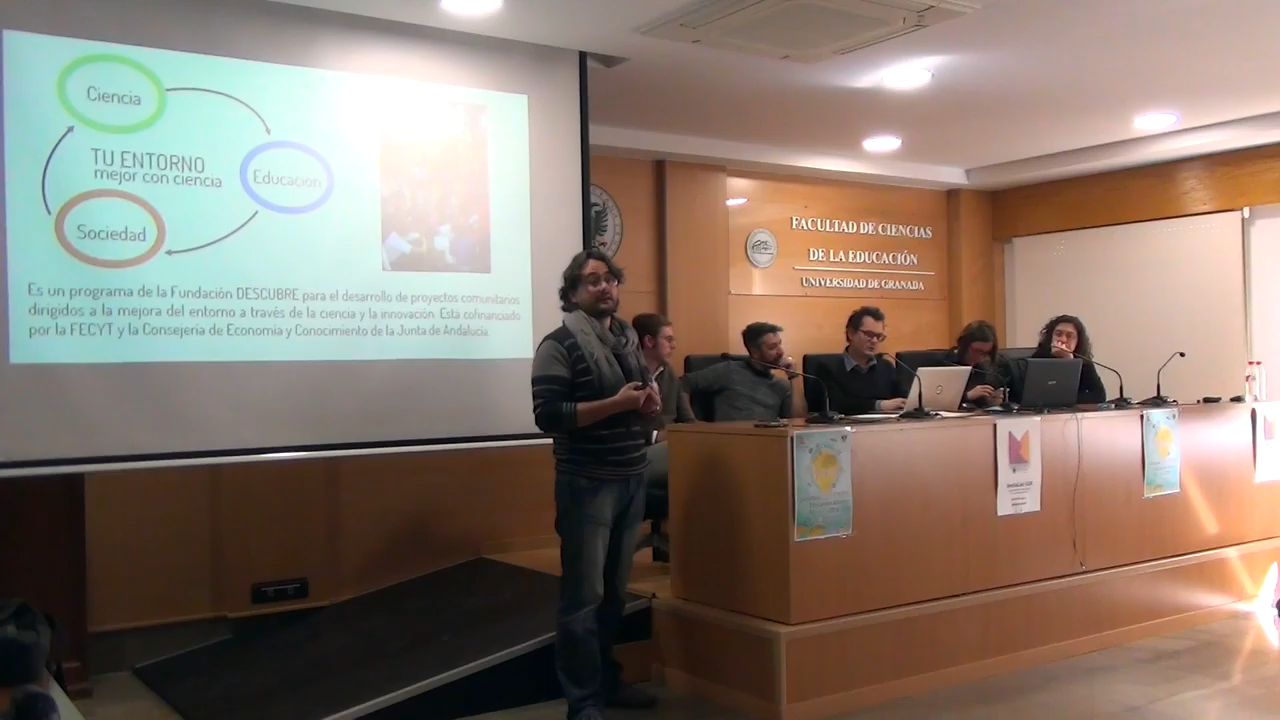 Ciencia
TU ENTORNO
mejor con ciencia
Educación
Sociedad
Es un programa de la Fundación DESCUBRE para el desarrollo de proyectos comunitarios
dirigidos a la mejora del entorno a través de la ciencia y la innovación. Está cofinanciado
por la FECYT y la Consejería de Economía y Conocimiento de la Junta de Andalucía.
FACULTAD DE CIENCIAS
DE LA EDUCACIÓN
UNIVERSIDAD DE GRANADA